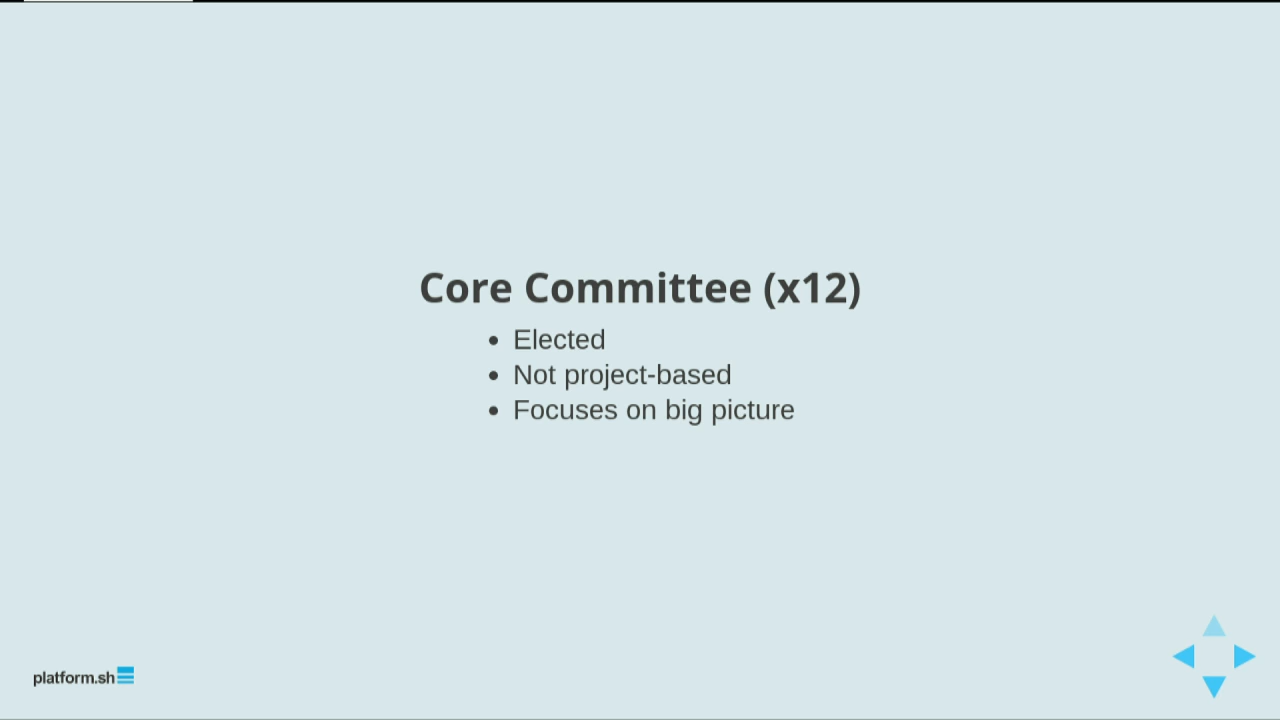 Core Committee (x12)
• Elected
• Not project-based
• Focuses on big picture
platform.sh